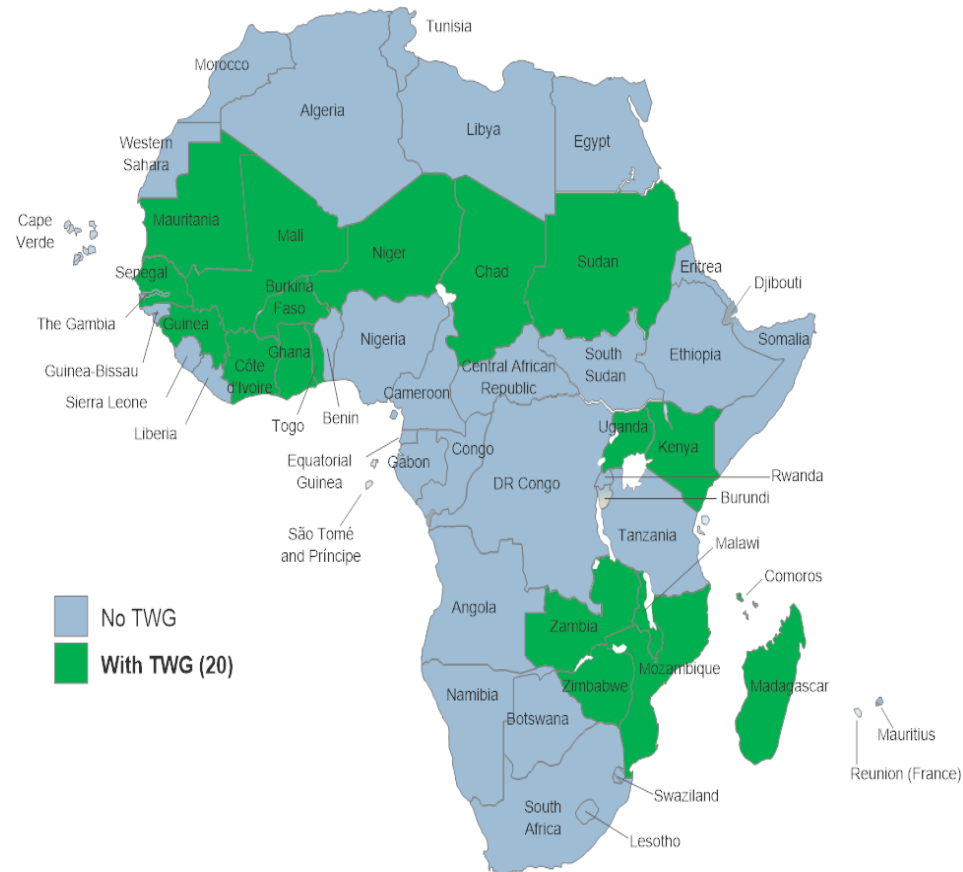 Tunisia
Morocco
Algeria
Libya
Egypt
Western
Sahara
Cape
Verde
Mauritania
Mali
Niger
Chad
Sudan
Eritrea
Djibouti
Senegal
Burkina
Faso
The Gambia
Guinea
Ghana
Nigeria
Somalia
Guinea-Bissau
Côte
d'Ivoire
Central African
Republic
South
Sudan
Ethiopia
Sierra Leone
Cameroon
Liberia
Togo
Benin
Uganda
Kenya
Equatorial
Guinea
Gabon
Congo
DR Congo
Rwanda
Burundi
São Tomé
and Príncipe
Tanzania
Malawi
Comoros
Angola
Zambia
No TWG
With TWG (20)
Mozambique
Madagascar
Zimbabwe
Namibia
Botswana
Mauritius
Reunion (France)
Swaziland
South
Africa
Lesotho